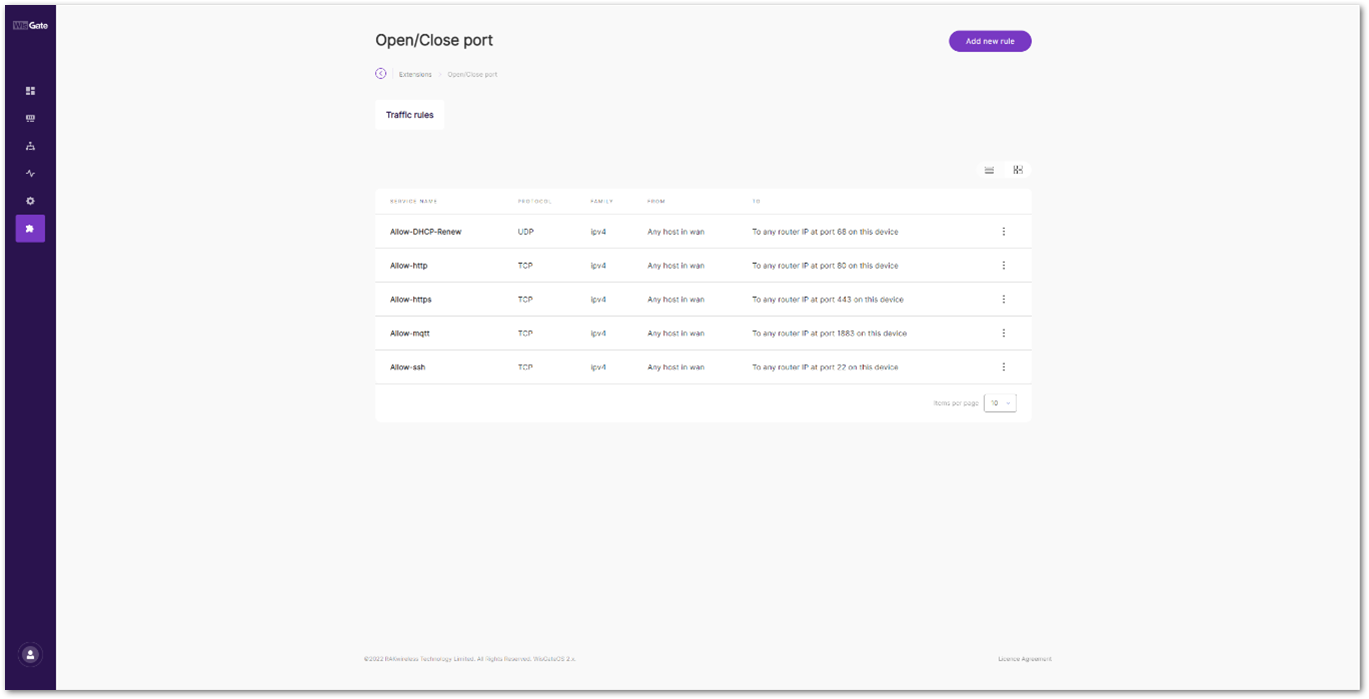 WisGate
Open/Close port
Add new rule
Extensions > Open/Close port
Traffic rules
SERVICE NAME PROTOCOL FAMILY FROM TO
Allow-DHCP-Renew UDP ipv4 Any host in wan To any router IP at port 68 on this device
Allow-http TCP ipv4 Any host in wan To any router IP at port 80 on this device
Allow-https TCP ipv4 Any host in wan To any router IP at port 443 on this device
Allow-mqtt TCP ipv4 Any host in wan To any router IP at port 1883 on this device
Allow-ssh TCP ipv4 Any host in wan To any router IP at port 22 on this device
Items per page 10
©2022 RAKwireless Technology Limited. All Rights Reserved. WisGateOS 2.x. Licence Agreement